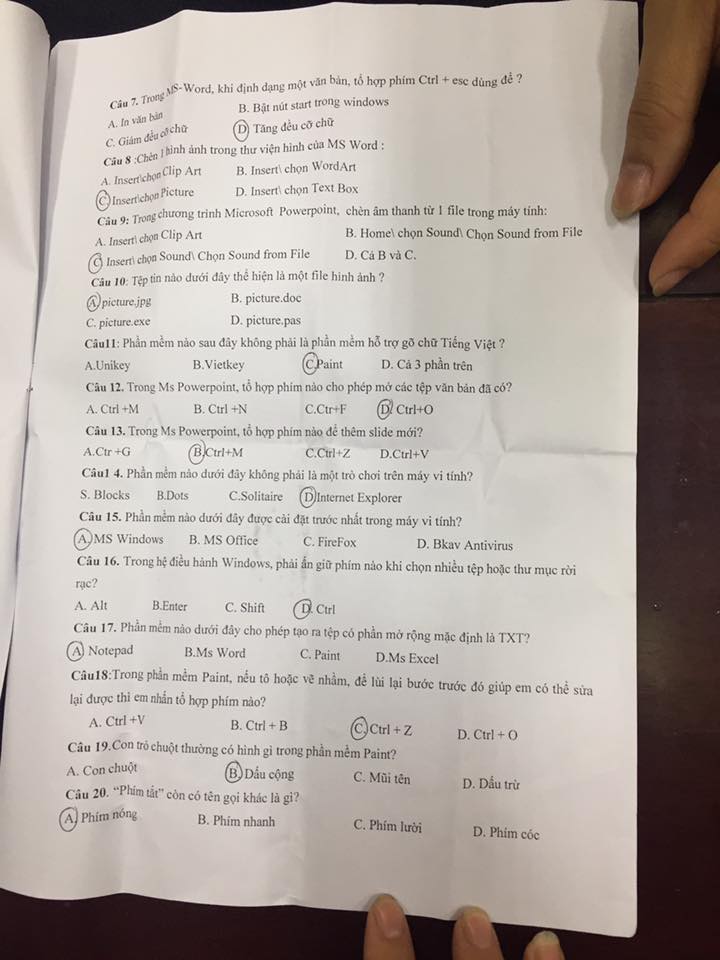 Câu 7. Trong MS-Word, khi định dạng một văn bản, tổ hợp phím Ctrl + esc dùng để ?
A. In văn bản B. Bật nút start trong windows
C. Giảm đều cỡ chữ D. Tăng đều cỡ chữ
Câu 8 :Chèn 1 hình ảnh trong thư viện hình của MS Word :
A. Insert\chọn Clip Art B. Insert\ chọn WordArt
C. Insert\chọn Picture D. Insert\ chọn Text Box
Câu 9: Trong chương trình Microsoft Powerpoint, chèn âm thanh từ 1 file trong máy tính:
A. Insert\ chọn Clip Art B. Home\ chọn Sound\ Chọn Sound from File
C. Insert\ chọn Sound\ Chọn Sound from File D. Cả B và C.
Câu 10: Tệp tin nào dưới đây thể hiện là một file hình ảnh ?
A. picture.jpg B. picture.doc
C. picture.exe D. picture.pas
Câu11: Phần mềm nào sau đây không phải là phần mềm hỗ trợ gõ chữ Tiếng Việt ?
A.Unikey B.Vietkey C.Paint D. Cả 3 phần trên
Câu 12. Trong Ms Powerpoint, tổ hợp phím nào cho phép mở các tệp văn bản đã có?
A. Ctrl +M B. Ctrl +N C.Ctr+F D. Ctrl+O
Câu 13. Trong Ms Powerpoint, tổ hợp phím nào để thêm slide mới?
A.Ctr +G B.Ctrl+M C.Ctrl+Z D.Ctrl+V
Câu1 4. Phần mềm nào dưới đây không phải là một trò chơi trên máy vi tính?
S. Blocks B.Dots C.Solitaire D.Internet Explorer
Câu 15. Phần mềm nào dưới đây được cài đặt trước nhất trong máy vi tính?
A.MS Windows B. MS Office C. FireFox D. Bkav Antivirus
Câu 16. Trong hệ điều hành Windows, phải ấn giữ phím nào khi chọn nhiều tệp hoặc thư mục rời
rạc?
A. Alt B.Enter C. Shift D. Ctrl
Câu 17. Phần mềm nào dưới đây cho phép tạo ra tệp có phần mở rộng mặc định là TXT?
A. Notepad B.Ms Word C. Paint D.Ms Excel
Câu18:Trong phần mềm Paint, nếu tô hoặc vẽ nhầm, để lùi lại bước trước đó giúp em có thể sửa
lại được thì em nhấn tổ hợp phím nào?
A. Ctrl +V B. Ctrl + B C. Ctrl + Z D. Ctrl + O
Câu 19.Con trỏ chuột thường có hình gì trong phần mềm Paint?
A. Con chuột B. Dấu cộng C. Mũi tên D. Dấu trừ
Câu 20. “Phím tắt” còn có tên gọi khác là gì?
A. Phím nóng B. Phím nhanh C. Phím lười D. Phím cóc